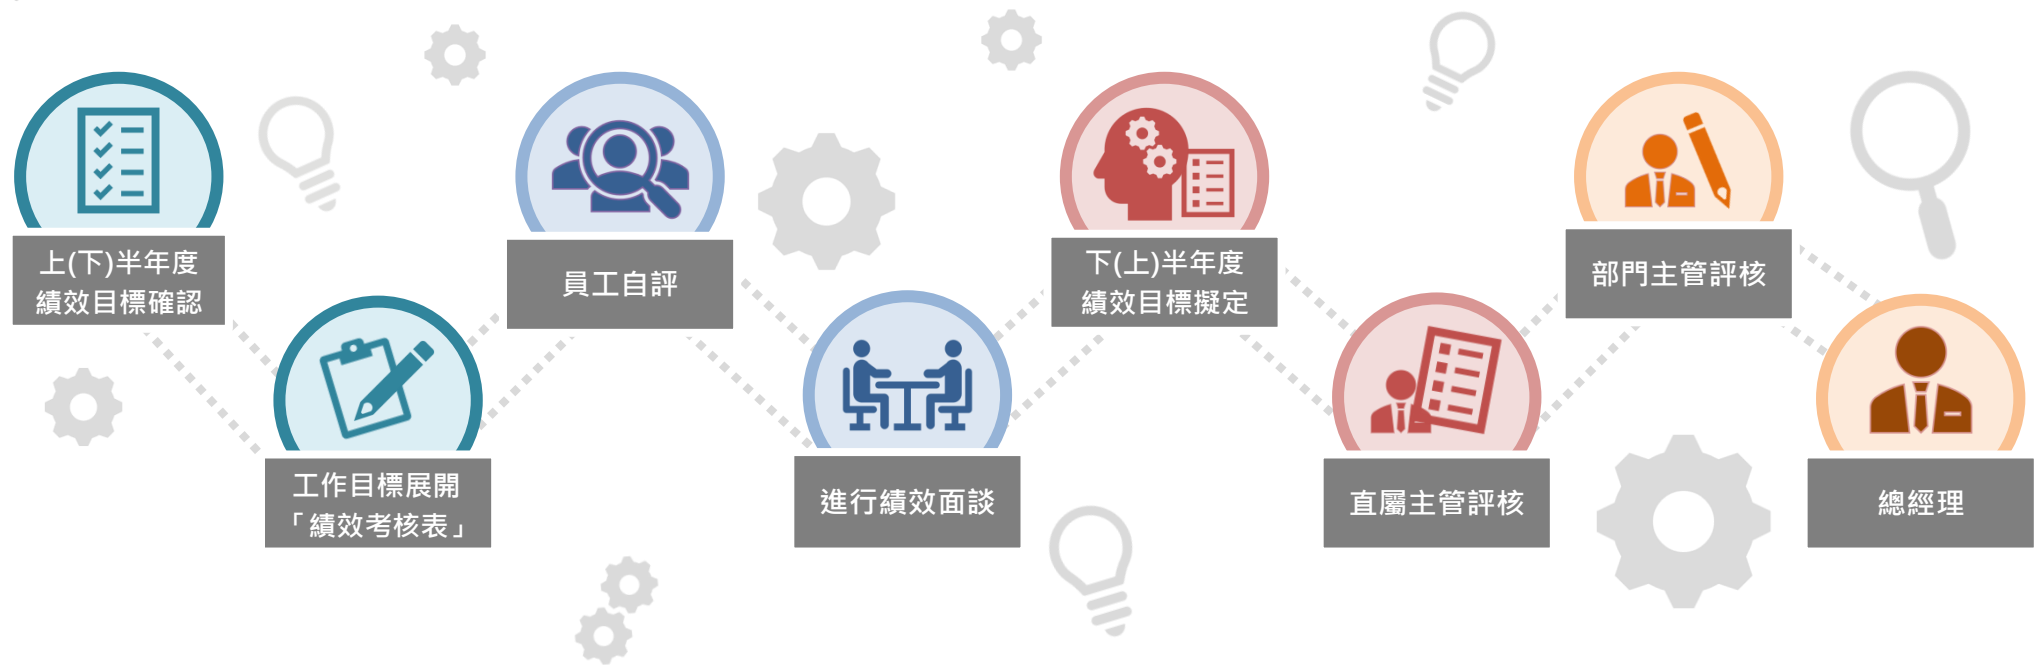 上(下)半年度
績效目標確認
工作目標展開
「績效考核表」
員工自評
進行績效面談
下(上)半年度
績效目標擬定
直屬主管評核
部門主管評核
總經理